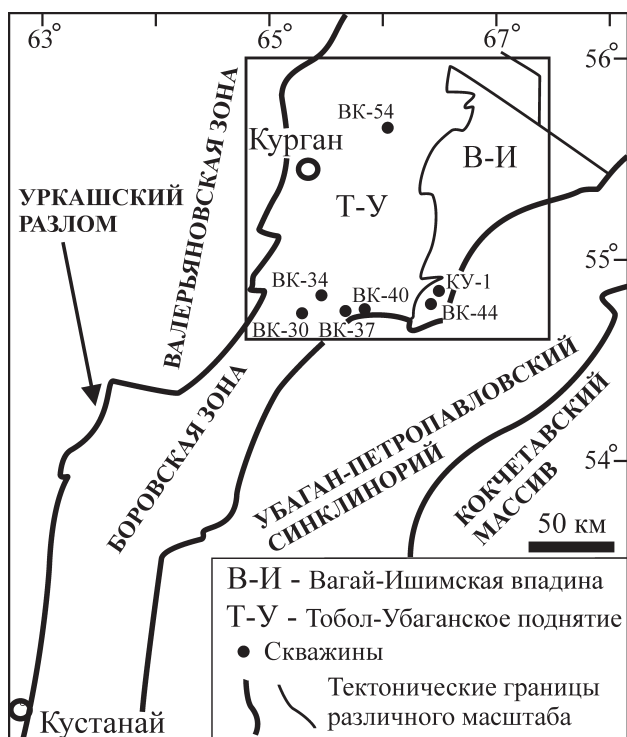 63°
65°
67°
56°
ВК-54
Курган
В-И
ВАЛЕРЬЯНОВСКАЯ ЗОНА
УРКАШСКИЙ
РАЗЛОМ
Т-У
55°
КУ-1
ВК-34
ВК-40
ВК-44
ВК-30
ВК-37
БОРОВСКАЯ ЗОНА
УБАГАН-ПЕТРОПАВЛОВСКИЙ
СИНКЛИНОРИЙ
КОКЧЕТАВСКИЙ
МАССИВ
54°
50 км
В-И - Вагай-Ишимская впадина
Т-У - Тобол-Убаганское поднятие
Скважины
Тектонические границы
различного масштаба
Кустанай